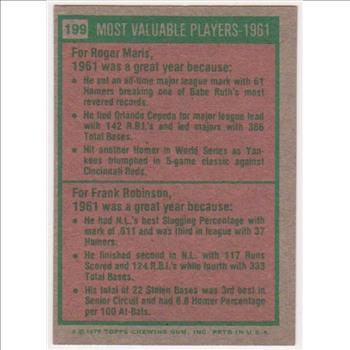 199 MOST VALUABLE PLAYERS-1961
For Roger Maris,
1961 was a great year because:
• He set an all-time major league mark with 61
Homers breaking one of Babe Ruth's most
revered records.
• He tied Orlando Cepeda for major league lead
with 142 R.B.I.'s and led majors with 366
Total Bases.
• Hit another Homer in World Series as Yan-
kees triumphed in 5-game classic against
Cincinnati Reds.
For Frank Robinson,
1961 was a great year because:
• He had N.L.'s best Slugging Percentage with
mark of .611 and was third in league with 37
Homers.
• He finished second in N.L. with 117 Runs
Scored and 124 R.B.I.'s while fourth with 333
Total Bases.
• His total of 22 Stolen Bases was 3rd best in
Senior Circuit and had 6.8 Homer Percentage
per 100 At-Bats.
© 1975 TOPPS CHEWING GUM, INC. PRTD. IN U.S.A.